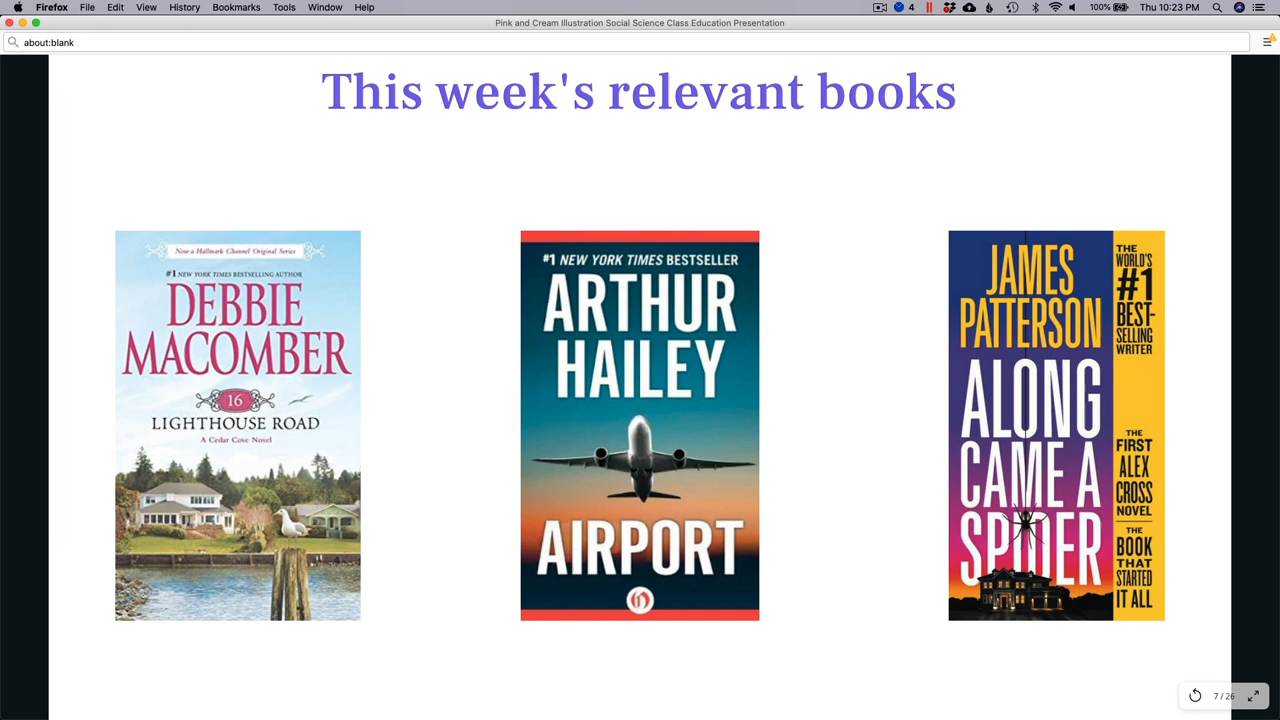 Firefox File Edit View History Bookmarks Tools Window Help 4 100% Thu 10:23 PM
Pink and Cream Illustration Social Science Class Education Presentation
about:blank
This week's relevant books
Now a Hallmark Channel Original Series
#1 NEW YORK TIMES BESTSELLING AUTHOR
DEBBIE
MACOMBER
16
LIGHTHOUSE ROAD
A Cedar Cove Novel
#1 NEW YORK TIMES BESTSELLER
ARTHUR
HAILEY
AIRPORT
JAMES
PATTERSON
ALONG
CAME A
SPIDER
THE
WORLD'S
#1
BEST-
SELLING
WRITER
THE
FIRST
ALEX
CROSS
NOVEL
THE
BOOK
THAT
STARTED
IT ALL
7 / 26